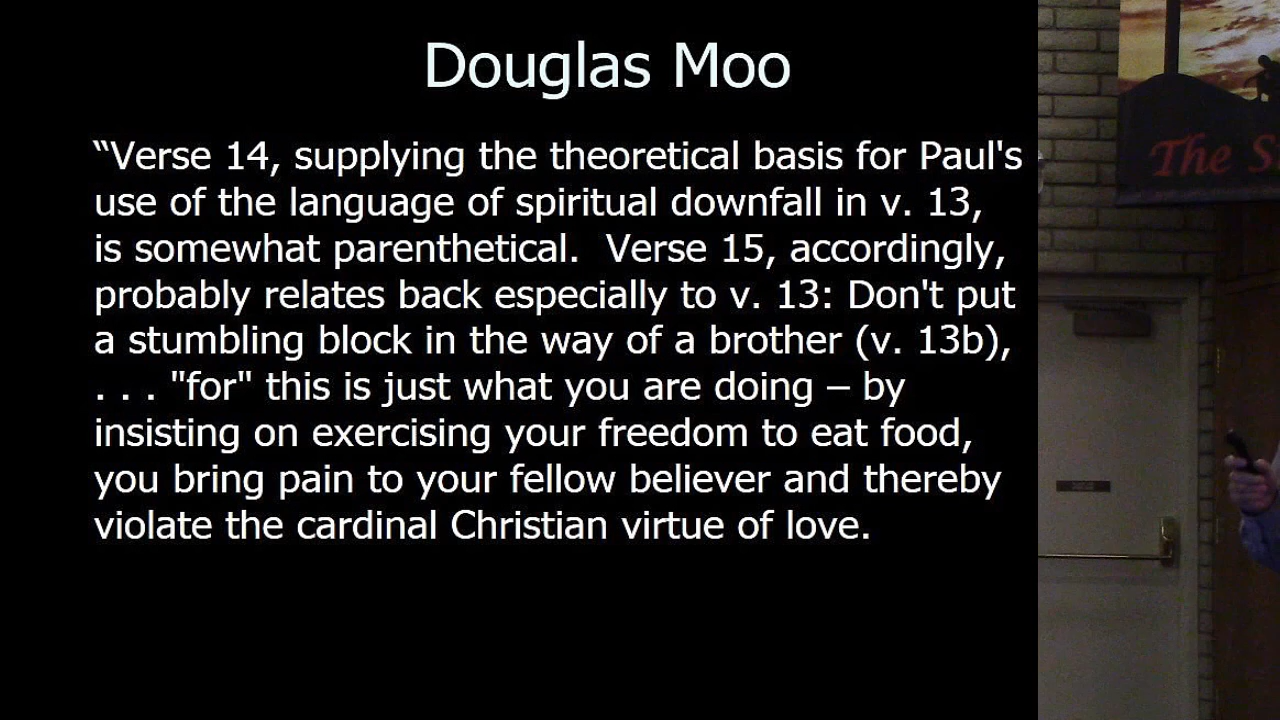 Douglas Moo
“Verse 14, supplying the theoretical basis for Paul's
use of the language of spiritual downfall in v. 13,
is somewhat parenthetical.  Verse 15, accordingly,
probably relates back especially to v. 13: Don't put
a stumbling block in the way of a brother (v. 13b),
. . . "for" this is just what you are doing – by
insisting on exercising your freedom to eat food,
you bring pain to your fellow believer and thereby
violate the cardinal Christian virtue of love.
The